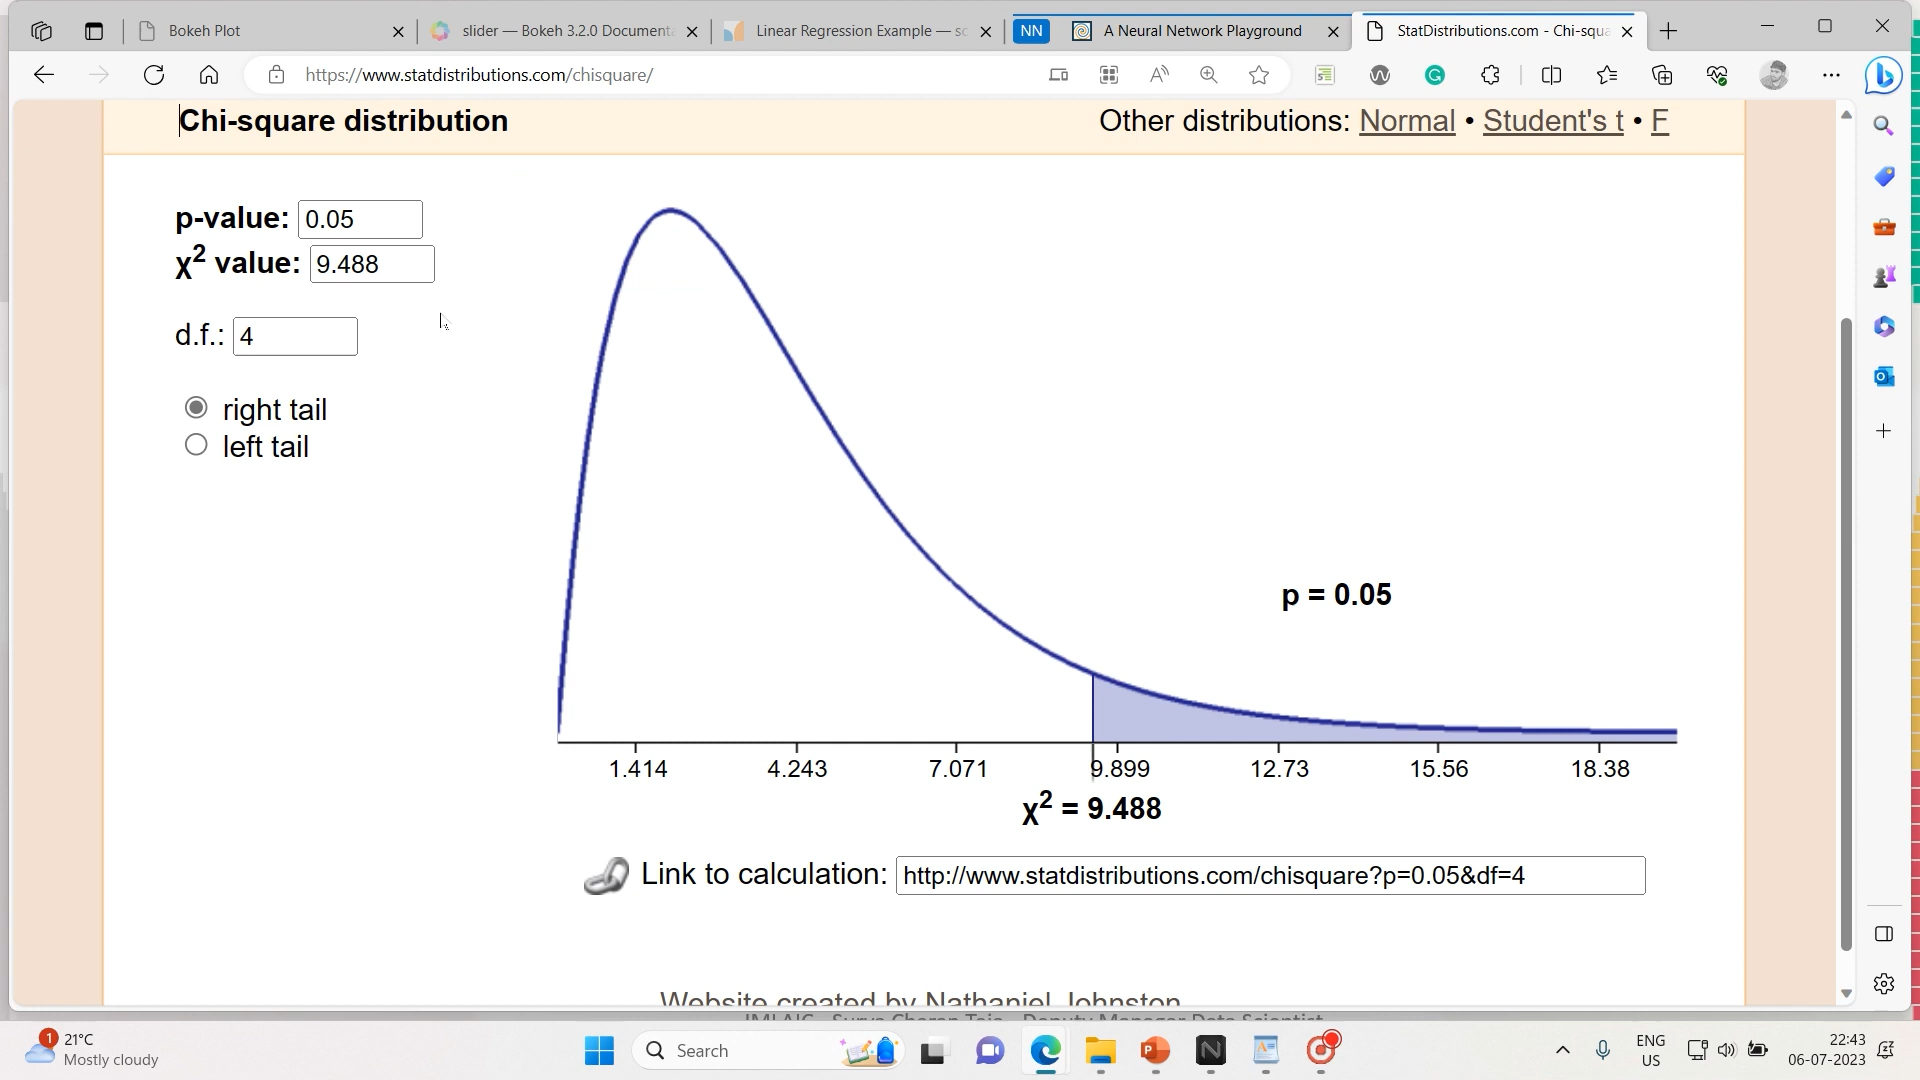 Bokeh Plot
slider — Bokeh 3.2.0 Documenta
Linear Regression Example — sc
NN
A Neural Network Playground
StatDistributions.com - Chi-squa
https://www.statdistributions.com/chisquare/
Chi-square distribution
Other distributions: Normal • Student's t • F
p-value: 0.05
χ2 value: 9.488
d.f.: 4
right tail
left tail
p = 0.05
1.414 4.243 7.071 9.899 12.73 15.56 18.38
χ2 = 9.488
Link to calculation: http://www.statdistributions.com/chisquare?p=0.05&df=4
Website created by Nathaniel Johnston
1
21°C
Mostly cloudy
Search
ENG
US
22:43
06-07-2023